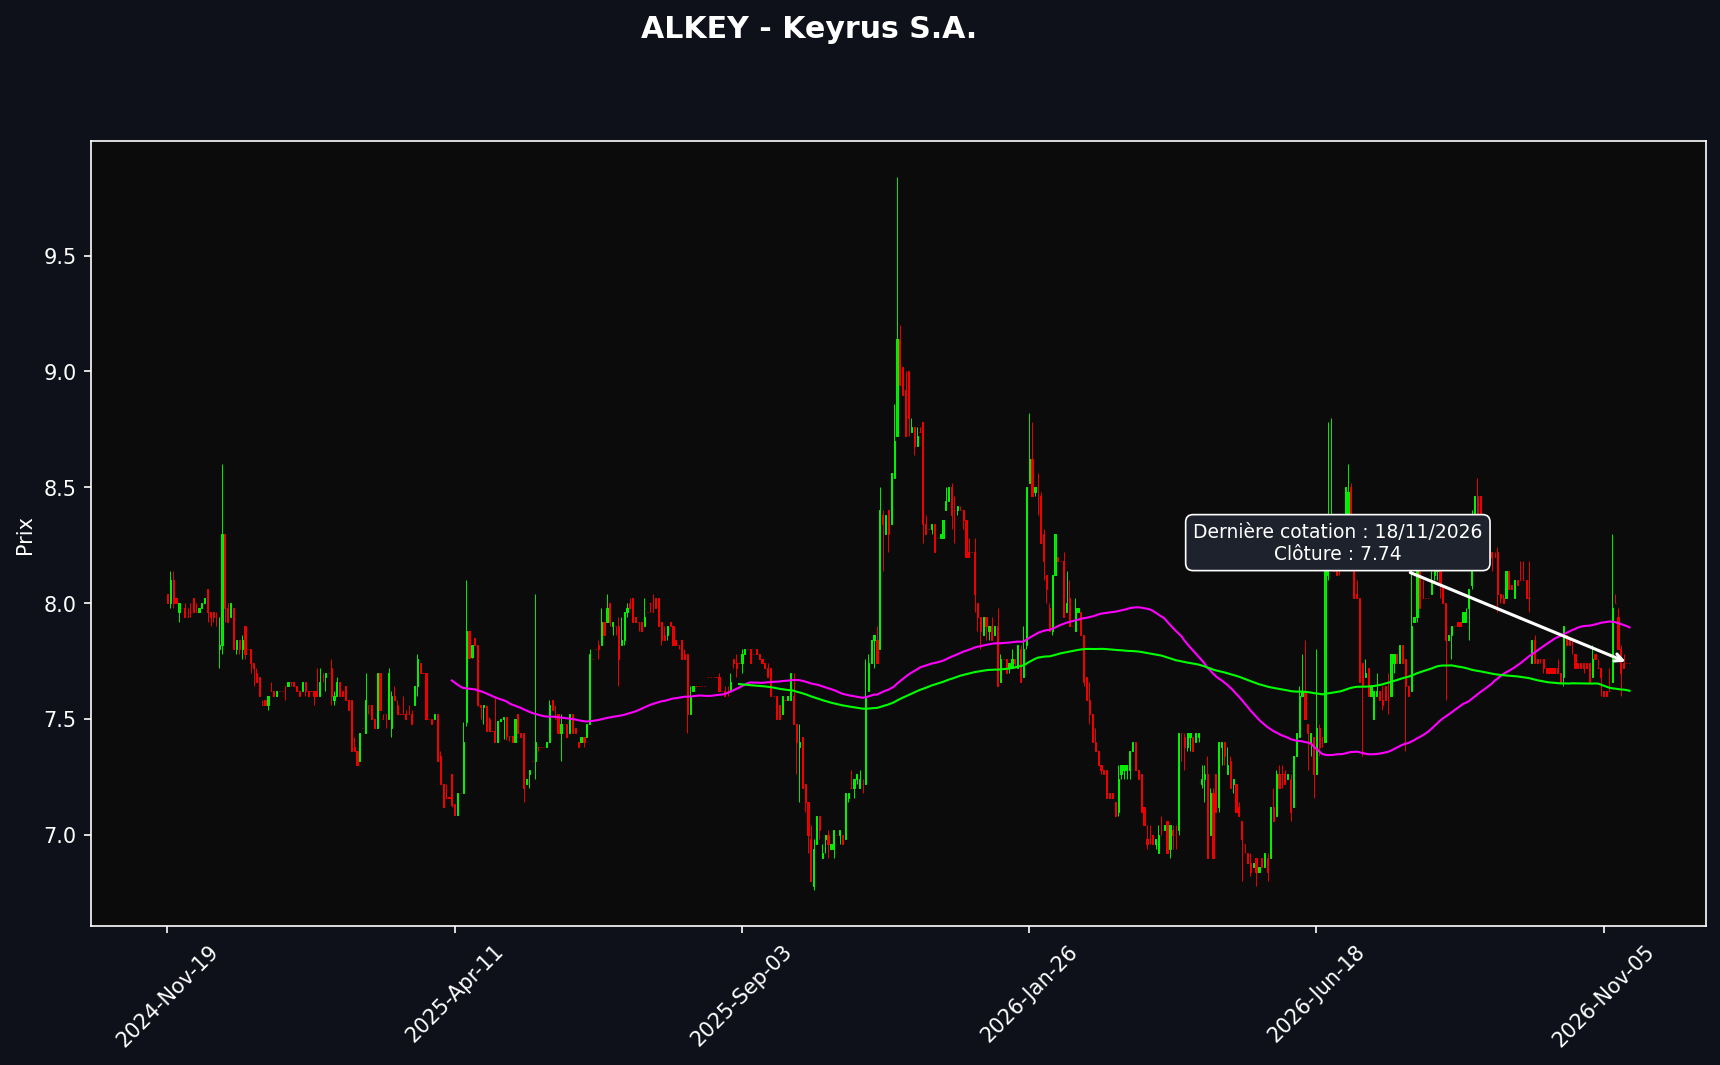 ALKEY - Keyrus S.A.
Prix
9.5
9.0
8.5
8.0
7.5
7.0
Dernière cotation : 18/11/2026
Clôture : 7.74
2024-Nov-19
2025-Apr-11
2025-Sep-03
2026-Jan-26
2026-Jun-18
2026-Nov-05